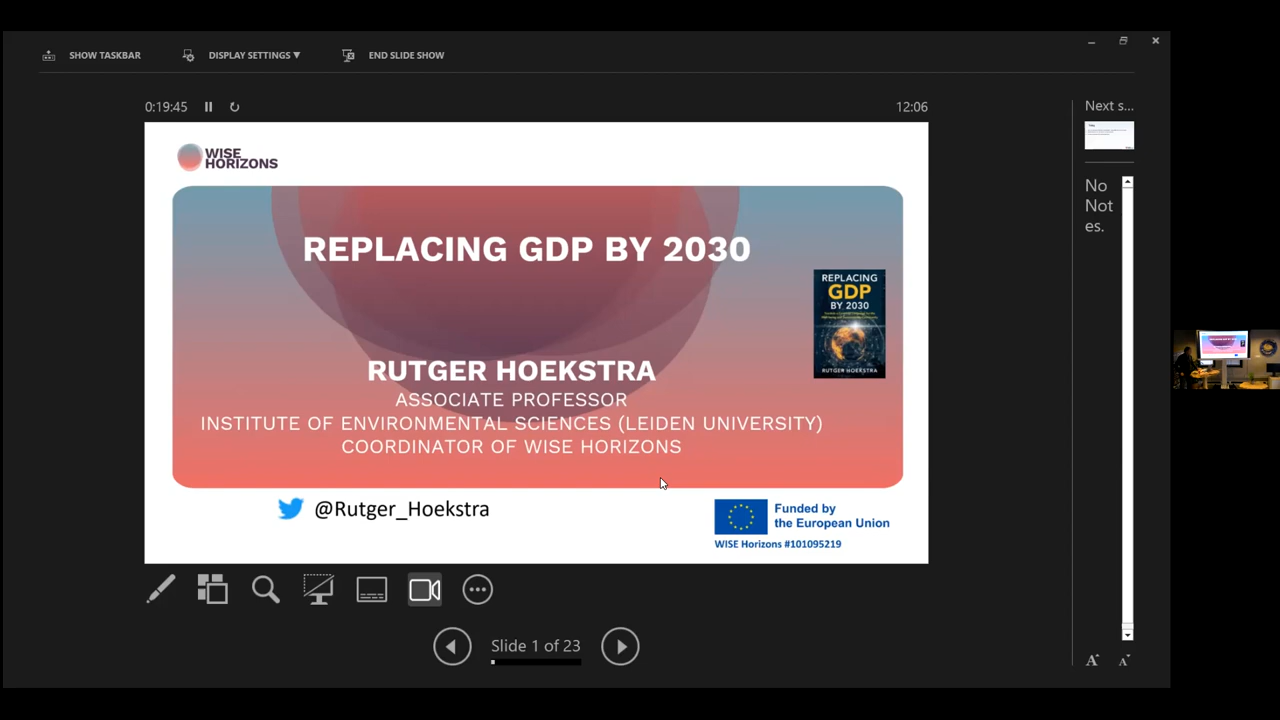 SHOW TASKBAR
DISPLAY SETTINGS ▼
END SLIDE SHOW
0:19:45
12:06
Next s...
WISE
HORIZONS
REPLACING GDP BY 2030
REPLACING
GDP
BY 2030
RUTGER HOEKSTRA
RUTGER HOEKSTRA
ASSOCIATE PROFESSOR
INSTITUTE OF ENVIRONMENTAL SCIENCES (LEIDEN UNIVERSITY)
COORDINATOR OF WISE HORIZONS
@Rutger_Hoekstra
Funded by
the European Union
WISE Horizons #101095219
No
Not
es.
Slide 1 of 23
A
A